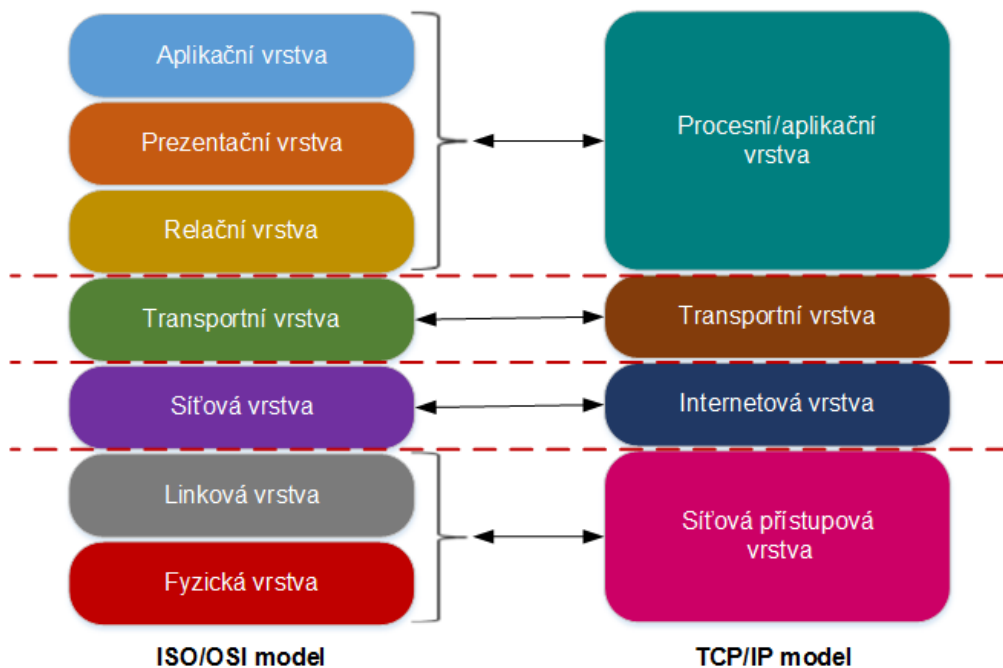 Aplikační vrstva
Prezentační vrstva
Relační vrstva
Transportní vrstva
Síťová vrstva
Linková vrstva
Fyzická vrstva
ISO/OSI model
Procesní/aplikační
vrstva
Transportní vrstva
Internetová vrstva
Síťová přístupová
vrstva
TCP/IP model